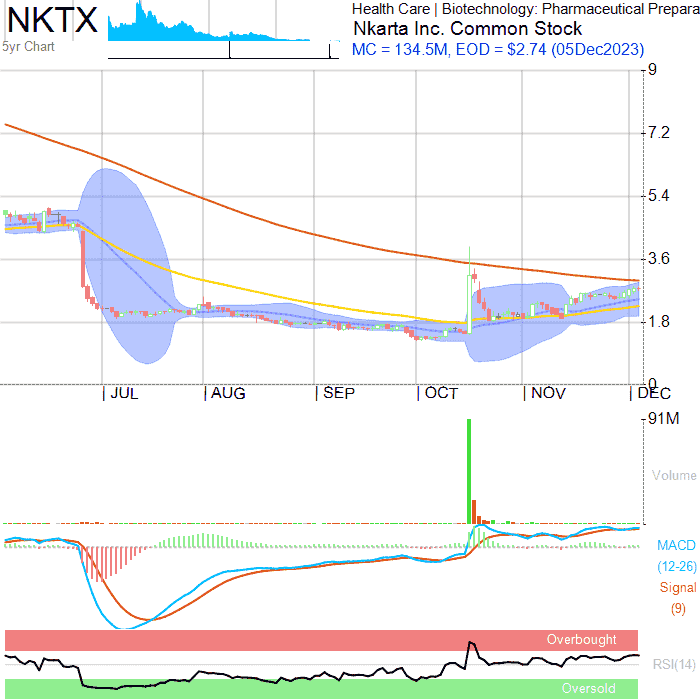 NKTX
5yr Chart
Health Care | Biotechnology: Pharmaceutical Prepara
Nkarta Inc. Common Stock
MC = 134.5M, EOD = $2.74 (05Dec2023)
9
7.2
5.4
3.6
1.8
0
JUL
AUG
SEP
OCT
NOV
DEC
91M
Volume
MACD
(12-26)
Signal
(9)
Overbought
RSI(14)
Oversold